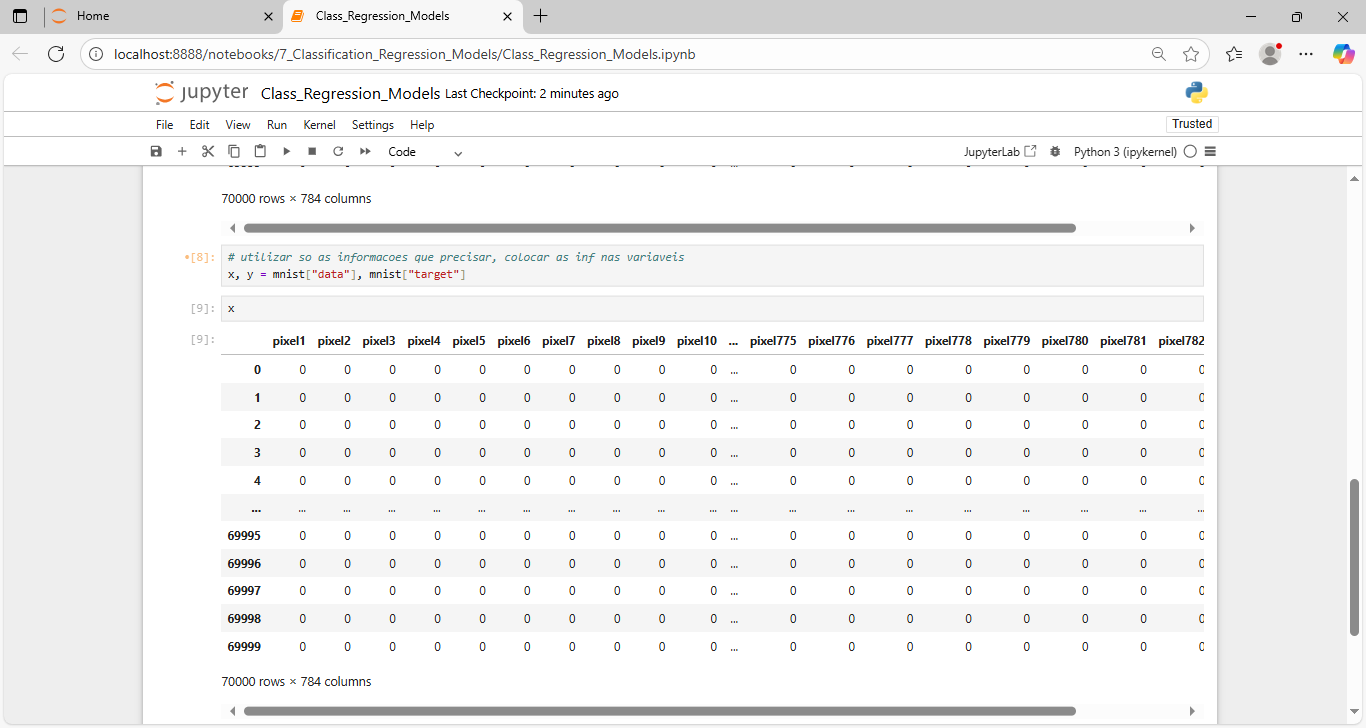 Home
Class_Regression_Models
localhost:8888/notebooks/7_Classification_Regression_Models/Class_Regression_Models.ipynb
jupyter Class_Regression_Models Last Checkpoint: 2 minutes ago
File Edit View Run Kernel Settings Help
Trusted
Code
JupyterLab Python 3 (ipykernel)
70000 rows × 784 columns
*[8]: # utilizar so as informacoes que precisar, colocar as inf nas variaveis
x, y = mnist["data"], mnist["target"]
[9]: x
[9]: pixel1 pixel2 pixel3 pixel4 pixel5 pixel6 pixel7 pixel8 pixel9 pixel10 ... pixel775 pixel776 pixel777 pixel778 pixel779 pixel780 pixel781 pixel782
0 0 0 0 0 0 0 0 0 0 0 ... 0 0 0 0 0 0 0 0
1 0 0 0 0 0 0 0 0 0 0 ... 0 0 0 0 0 0 0 0
2 0 0 0 0 0 0 0 0 0 0 ... 0 0 0 0 0 0 0 0
3 0 0 0 0 0 0 0 0 0 0 ... 0 0 0 0 0 0 0 0
4 0 0 0 0 0 0 0 0 0 0 ... 0 0 0 0 0 0 0 0
... ... ... ... ... ... ... ... ... ... ... ... ... ... ... ... ... ... ... ...
69995 0 0 0 0 0 0 0 0 0 0 ... 0 0 0 0 0 0 0 0
69996 0 0 0 0 0 0 0 0 0 0 ... 0 0 0 0 0 0 0 0
69997 0 0 0 0 0 0 0 0 0 0 ... 0 0 0 0 0 0 0 0
69998 0 0 0 0 0 0 0 0 0 0 ... 0 0 0 0 0 0 0 0
69999 0 0 0 0 0 0 0 0 0 0 ... 0 0 0 0 0 0 0 0
70000 rows × 784 columns